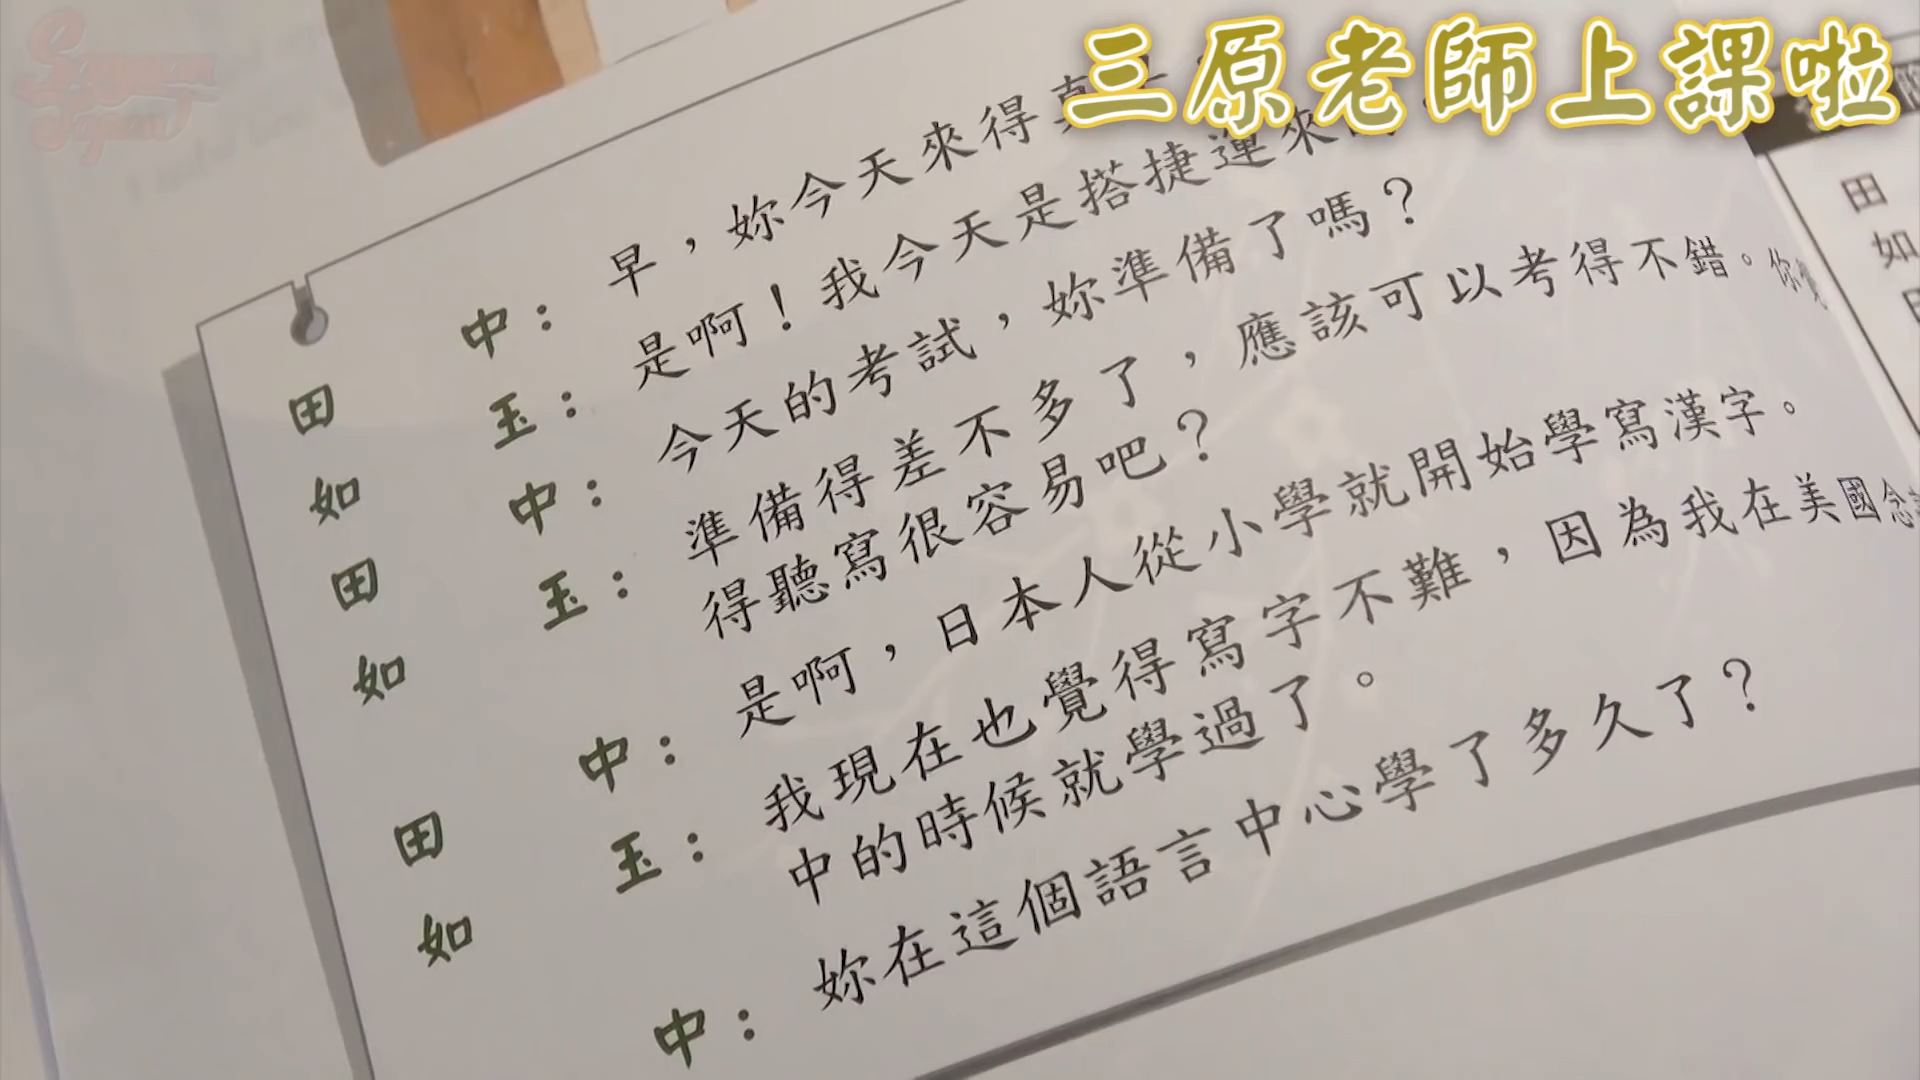 三原老師上課啦
田中：早，妳今天來得真
如玉：是啊！我今天是搭捷運來
田中：今天的考試，妳準備了嗎？
如玉：準備得差不多了，應該可以考得不錯。你覺
得聽寫很容易吧？
田中：是啊，日本人從小學就開始學寫漢字。
如玉：我現在也覺得寫字不難，因為我在美國念
中的時候就學過了。
中：妳在這個語言中心學了多久了？
田
如